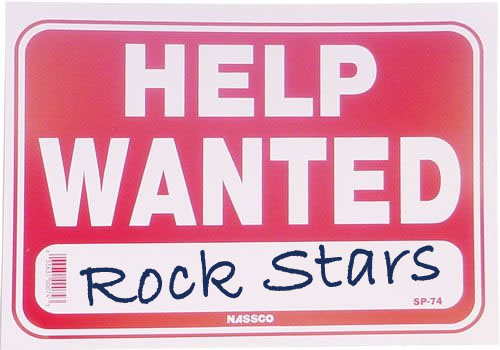 HELP
WANTED
Rock Stars
SP-74
NASSCO